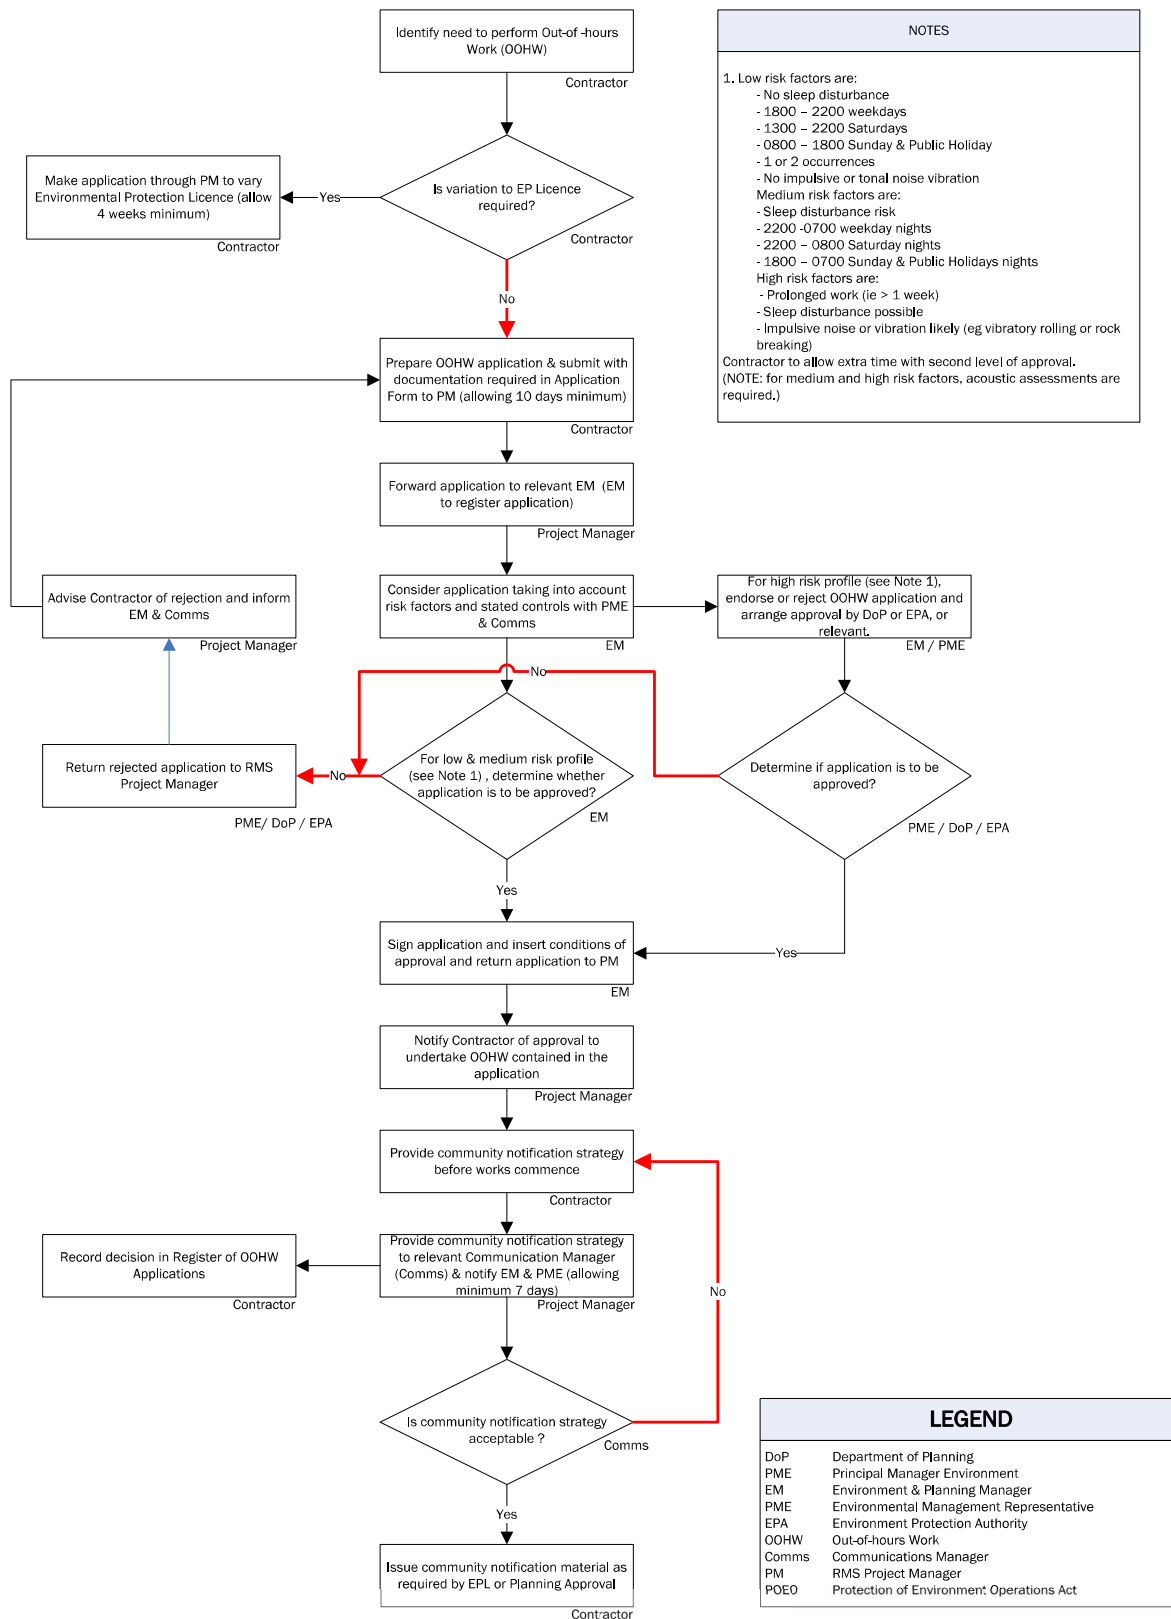 Identify need to perform Out-of -hours
Work (OOHW)
Contractor
NOTES
1. Low risk factors are:
- No sleep disturbance
- 1800 – 2200 weekdays
- 1300 – 2200 Saturdays
- 0800 – 1800 Sunday & Public Holiday
- 1 or 2 occurrences
- No impulsive or tonal noise vibration
Medium risk factors are:
- Sleep disturbance risk
- 2200 -0700 weekday nights
- 2200 – 0800 Saturday nights
- 1800 – 0700 Sunday & Public Holidays nights
High risk factors are:
- Prolonged work (ie > 1 week)
- Sleep disturbance possible
- Impulsive noise or vibration likely (eg vibratory rolling or rock
breaking)
Contractor to allow extra time with second level of approval.
(NOTE: for medium and high risk factors, acoustic assessments are
required.)
Is variation to EP Licence
required?
Contractor
Yes
Make application through PM to vary
Environmental Protection Licence (allow
4 weeks minimum)
Contractor
No
Prepare OOHW application & submit with
documentation required in Application
Form to PM (allowing 10 days minimum)
Contractor
Forward application to relevant EM (EM
to register application)
Project Manager
Advise Contractor of rejection and inform
EM & Comms
Project Manager
Consider application taking into account
risk factors and stated controls with PME
& Comms
EM
For high risk profile (see Note 1),
endorse or reject OOHW application and
arrange approval by DoP or EPA, or
relevant.
EM / PME
No
Return rejected application to RMS
Project Manager
PME/ DoP / EPA
No
For low & medium risk profile
(see Note 1) , determine whether
application is to be approved?
EM
Determine if application is to be
approved?
PME / DoP / EPA
Yes
Yes
Sign application and insert conditions of
approval and return application to PM
EM
Notify Contractor of approval to
undertake OOHW contained in the
application
Project Manager
Provide community notification strategy
before works commence
Contractor
Record decision in Register of OOHW
Applications
Contractor
Provide community notification strategy
to relevant Communication Manager
(Comms) & notify EM & PME (allowing
minimum 7 days)
Project Manager
No
Is community notification strategy
acceptable ?
Comms
Yes
Issue community notification material as
required by EPL or Planning Approval
Contractor
LEGEND
DoP Department of Planning
PME Principal Manager Environment
EM Environment & Planning Manager
PME Environmental Management Representative
EPA Environment Protection Authority
OOHW Out-of-hours Work
Comms Communications Manager
PM RMS Project Manager
POEO Protection of Environment Operations Act